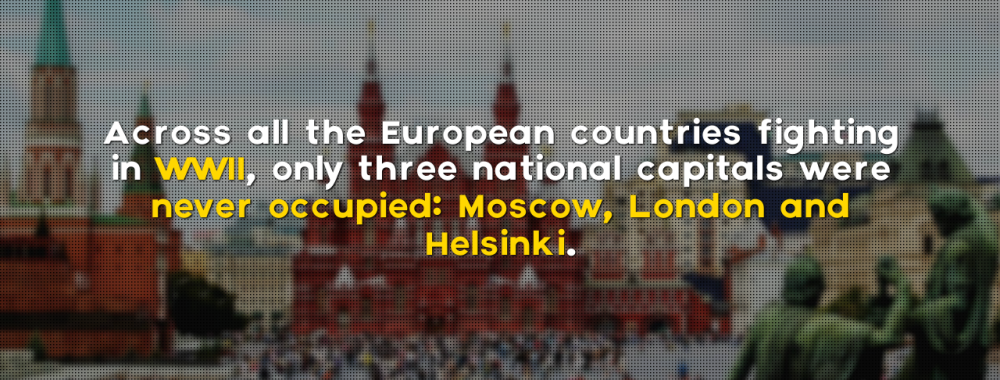 Across all the European countries fighting
in WWII, only three national capitals were
never occupied: Moscow, London and
Helsinki.